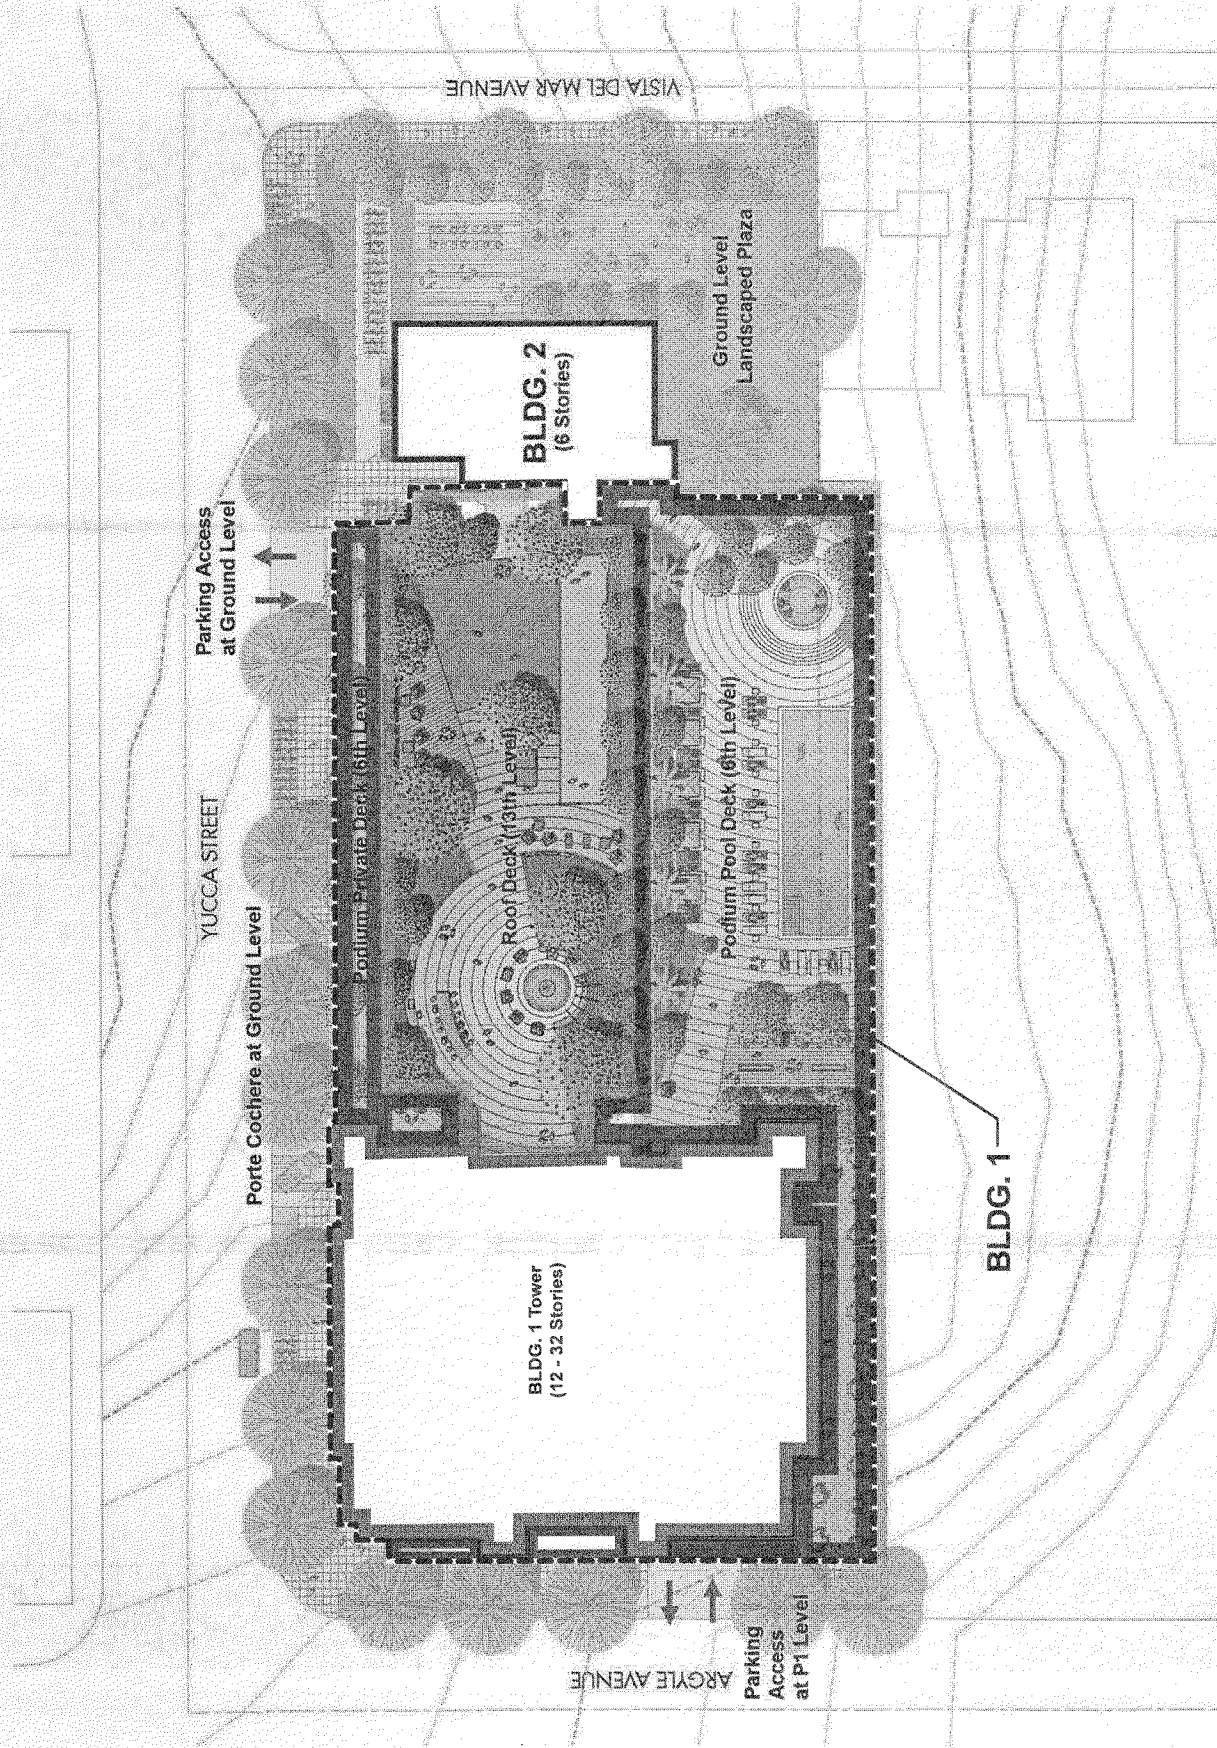 VISTA DEL MAR AVENUE
Ground Level
Landscaped Plaza
BLDG. 2
(6 Stories)
Parking Access
at Ground Level
YUCCA STREET
Podium Private Deck (6th Level)
Roof Deck (13th Level)
Podium Pool Deck (6th Level)
Porte Cochere at Ground Level
BLDG. 1
BLDG. 1 Tower
(12 - 32 Stories)
ARGYLE AVENUE
Parking
Access
at P1 Level